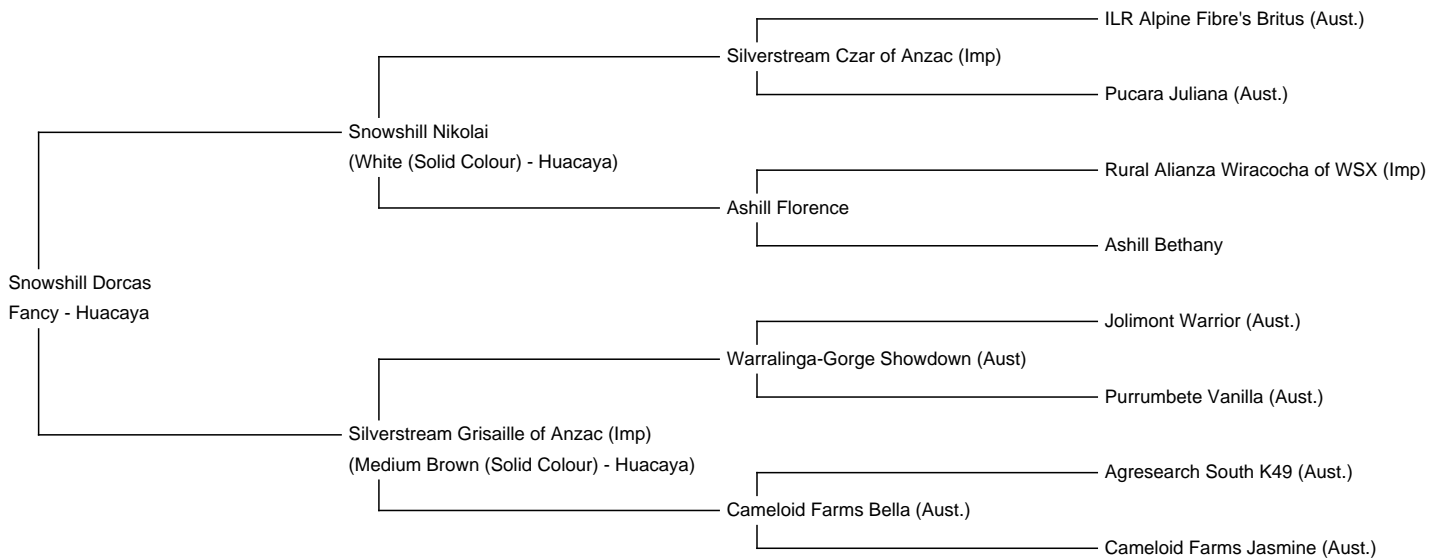 ILR Alpine Fibre's Britus (Aust.)
Silverstream Czar of Anzac (Imp)
Pucara Juliana (Aust.)
Snowshill Nikolai
(White (Solid Colour) - Huacaya)
Rural Alianza Wiracocha of WSX (Imp)
Ashill Florence
Ashill Bethany
Snowshill Dorcas
Fancy - Huacaya
Jolimont Warrior (Aust.)
Warralinga-Gorge Showdown (Aust)
Purrumbete Vanilla (Aust.)
Silverstream Grisaille of Anzac (Imp)
(Medium Brown (Solid Colour) - Huacaya)
Agresearch South K49 (Aust.)
Cameloid Farms Bella (Aust.)
Cameloid Farms Jasmine (Aust.)